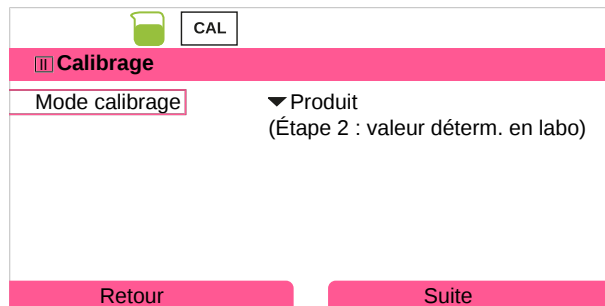 CAL
Calibrage
Mode calibrage
Produit
(Étape 2 : valeur déterm. en labo)
Retour
Suite